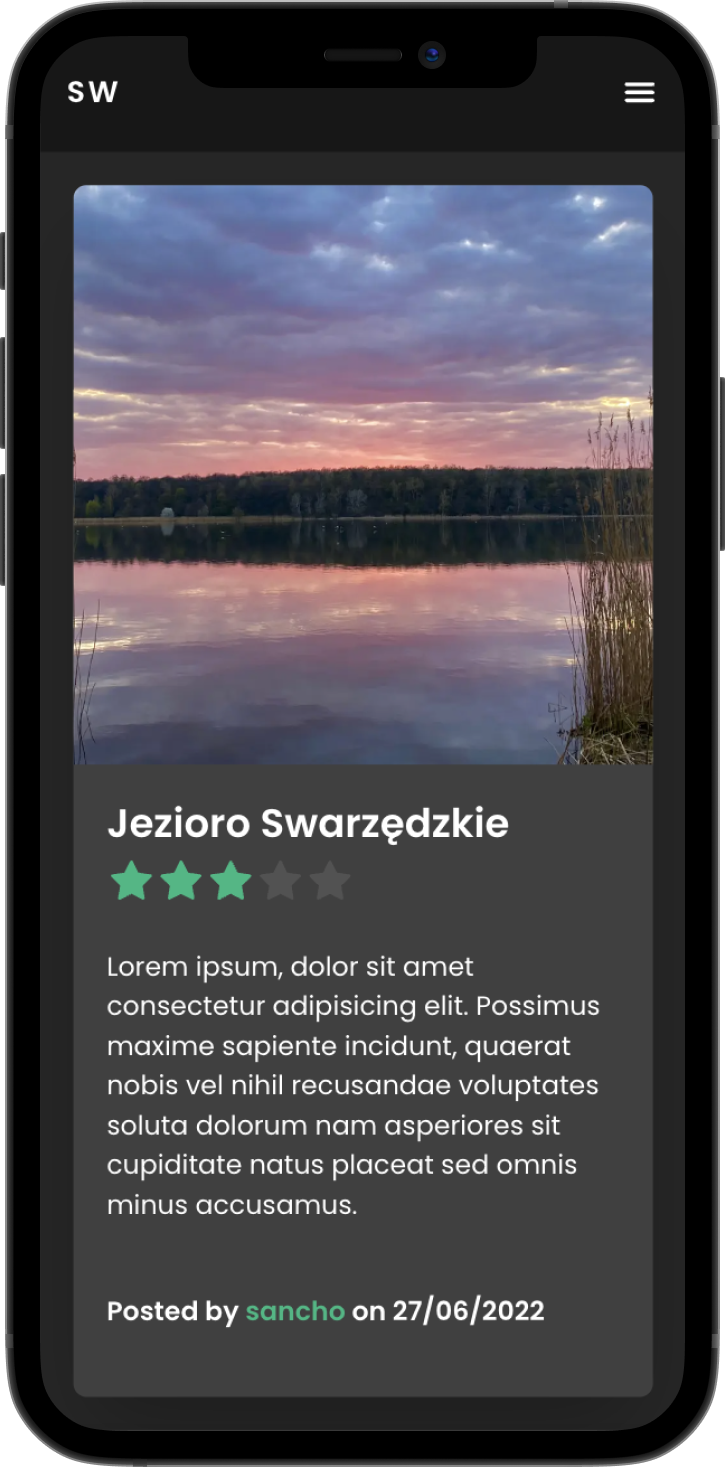 SW
Jezioro Swarzędzkie
Lorem ipsum, dolor sit amet
consectetur adipisicing elit. Possimus
maxime sapiente incidunt, quaerat
nobis vel nihil recusandae voluptates
soluta dolorum nam asperiores sit
cupiditate natus placeat sed omnis
minus accusamus.
Posted by sancho on 27/06/2022